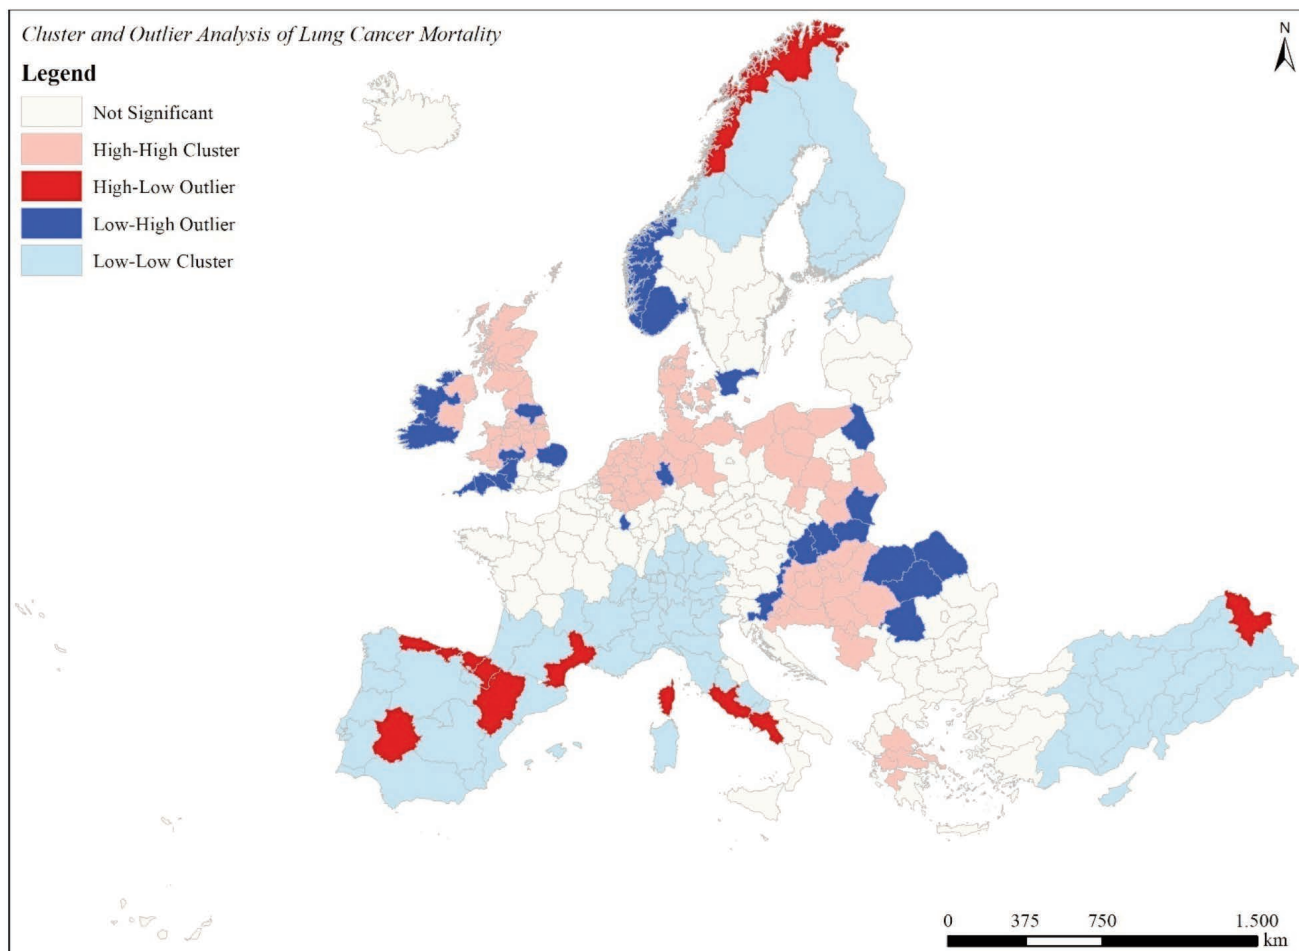 Cluster and Outlier Analysis of Lung Cancer Mortality
N
Legend
Not Significant
High-High Cluster
High-Low Outlier
Low-High Outlier
Low-Low Cluster
0 375 750 1.500
km